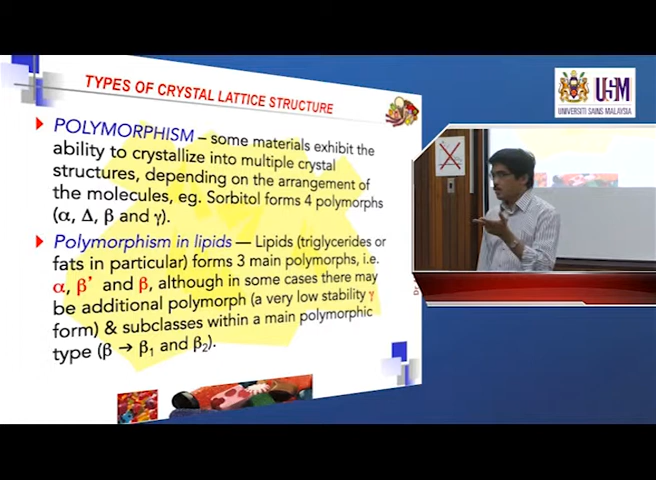 TYPES OF CRYSTAL LATTICE STRUCTURE
POLYMORPHISM – some materials exhibit the
ability to crystallize into multiple crystal
structures, depending on the arrangement of
the molecules, eg. Sorbitol forms 4 polymorphs
(α, Δ, β and γ).
Polymorphism in lipids — Lipids (triglycerides or
fats in particular) forms 3 main polymorphs, i.e.
α, β' and β, although in some cases there may
be additional polymorph (a very low stability γ
form) & subclasses within a main polymorphic
type (β → β₁ and β₂).
USM
UNIVERSITI SAINS MALAYSIA